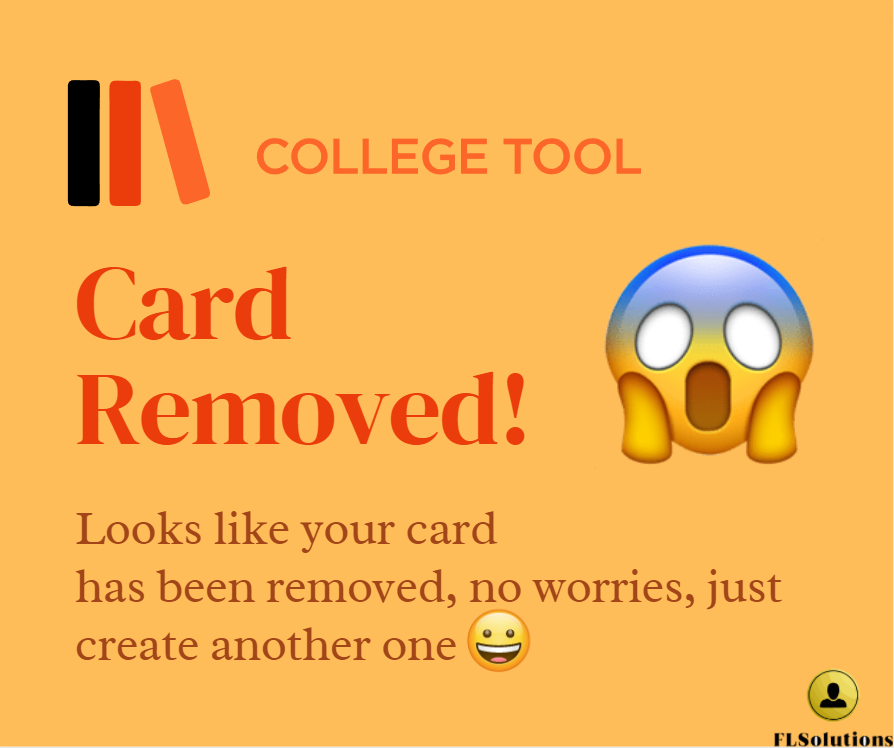 COLLEGE TOOL
Card
Removed!
Looks like your card
has been removed, no worries, just
create another one 😀
FLSolutions